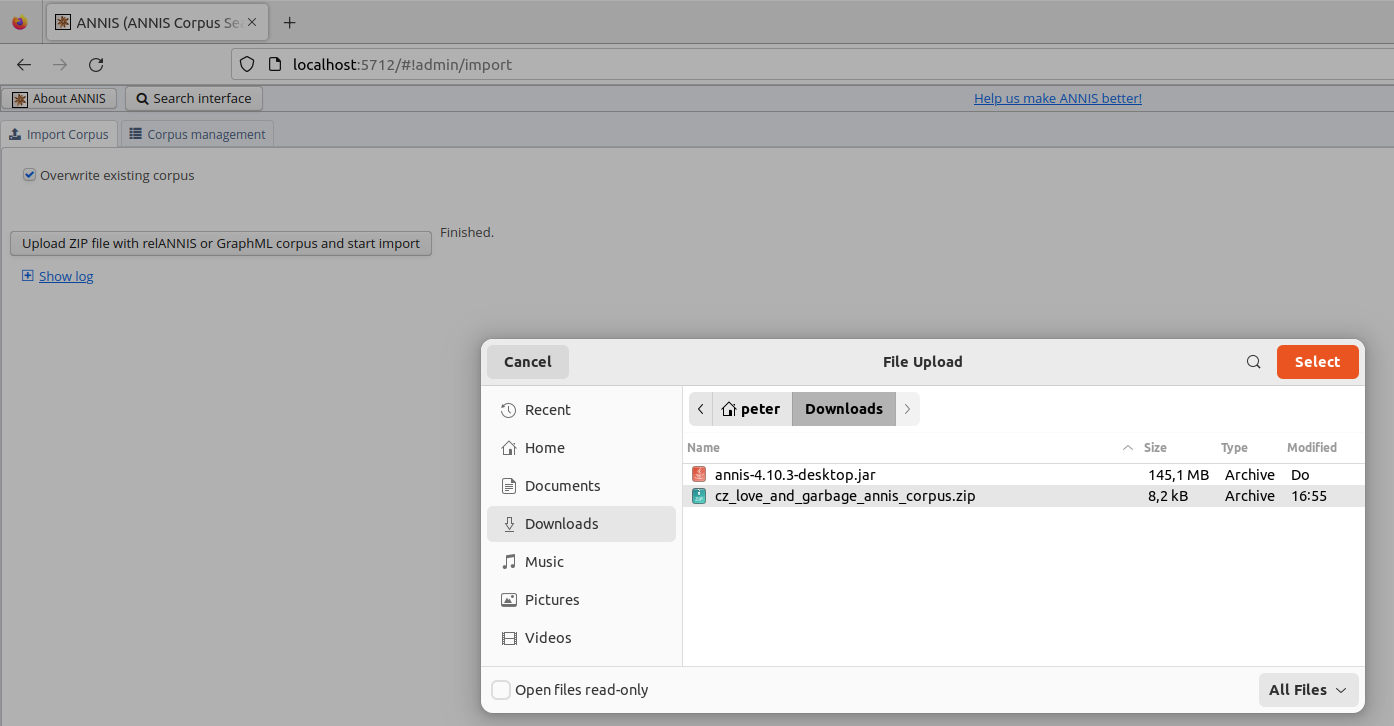 ANNIS (ANNIS Corpus Se
localhost:5712/#!admin/import
About ANNIS Search interface Help us make ANNIS better!
Import Corpus Corpus management
Overwrite existing corpus
Upload ZIP file with relANNIS or GraphML corpus and start import Finished.
Show log
Cancel File Upload Select
Recent
Home
Documents
Downloads
Music
Pictures
Videos
peter Downloads
Name Size Type Modified
annis-4.10.3-desktop.jar 145,1 MB Archive Do
cz_love_and_garbage_annis_corpus.zip 8,2 kB Archive 16:55
Open files read-only All Files